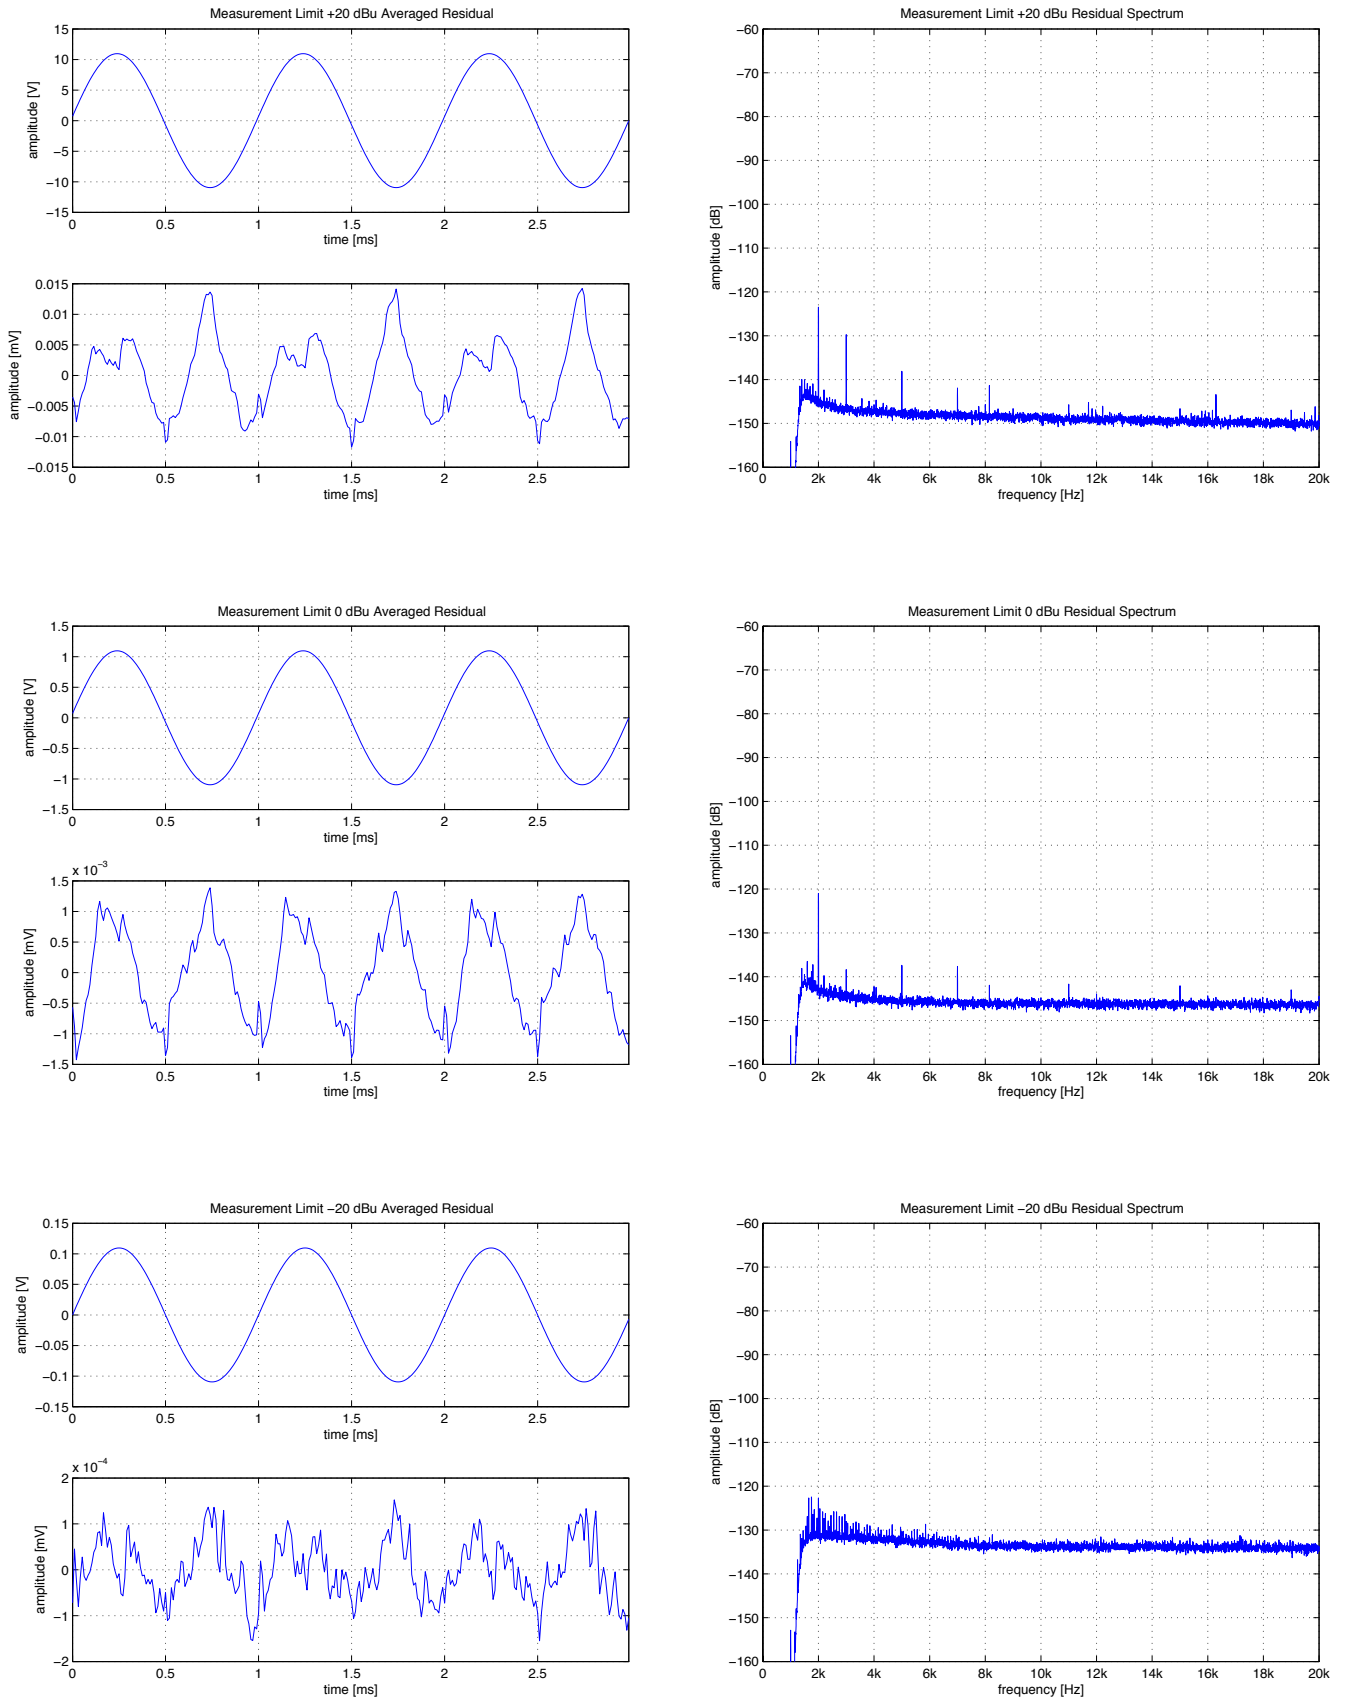 Measurement Limit +20 dBu Averaged Residual
15
10
5
0
−5
−10
−15
amplitude [V]
0 0.5 1 1.5 2 2.5
time [ms]
0.015
0.01
0.005
0
−0.005
−0.01
−0.015
amplitude [mV]
0 0.5 1 1.5 2 2.5
time [ms]
Measurement Limit +20 dBu Residual Spectrum
−60
−70
−80
−90
−100
−110
−120
−130
−140
−150
−160
amplitude [dB]
0 2k 4k 6k 8k 10k 12k 14k 16k 18k 20k
frequency [Hz]
Measurement Limit 0 dBu Averaged Residual
1.5
1
0.5
0
−0.5
−1
−1.5
amplitude [V]
0 0.5 1 1.5 2 2.5
time [ms]
x 10−3
1.5
1
0.5
0
−0.5
−1
−1.5
amplitude [mV]
0 0.5 1 1.5 2 2.5
time [ms]
Measurement Limit 0 dBu Residual Spectrum
−60
−70
−80
−90
−100
−110
−120
−130
−140
−150
−160
amplitude [dB]
0 2k 4k 6k 8k 10k 12k 14k 16k 18k 20k
frequency [Hz]
Measurement Limit −20 dBu Averaged Residual
0.15
0.1
0.05
0
−0.05
−0.1
−0.15
amplitude [V]
0 0.5 1 1.5 2 2.5
time [ms]
x 10−4
2
1
0
−1
−2
amplitude [mV]
0 0.5 1 1.5 2 2.5
time [ms]
Measurement Limit −20 dBu Residual Spectrum
−60
−70
−80
−90
−100
−110
−120
−130
−140
−150
−160
amplitude [dB]
0 2k 4k 6k 8k 10k 12k 14k 16k 18k 20k
frequency [Hz]